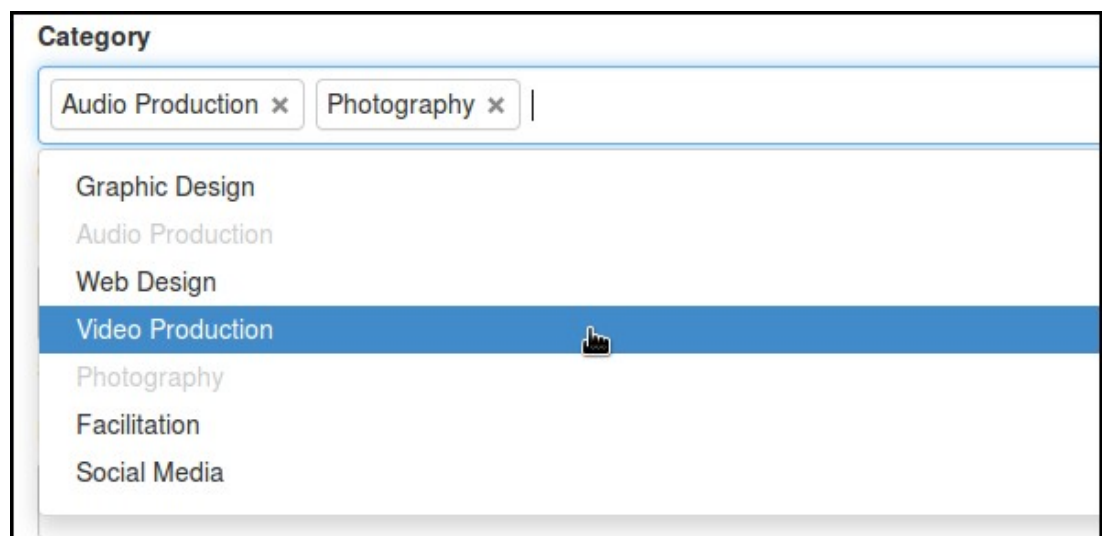 Category
Audio Production × Photography ×
Graphic Design
Audio Production
Web Design
Video Production
Photography
Facilitation
Social Media